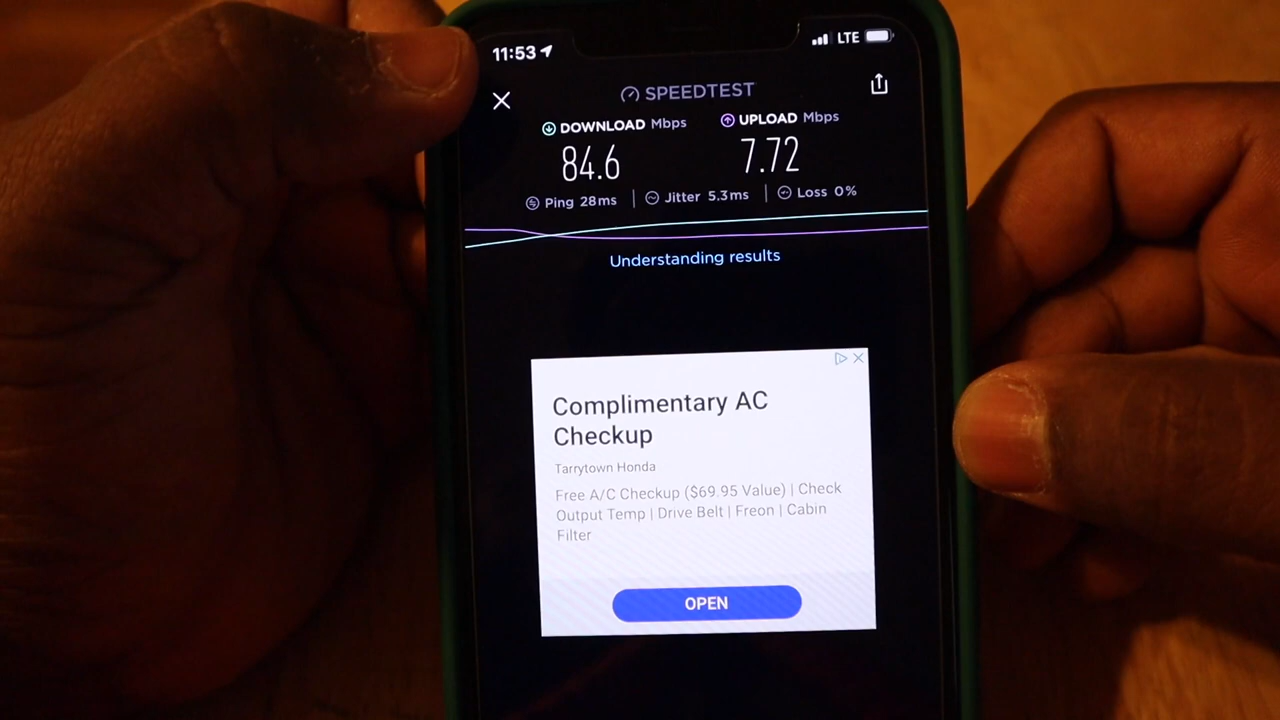 11:53
LTE
SPEEDTEST
DOWNLOAD Mbps
UPLOAD Mbps
84.6
7.72
Ping 28ms
Jitter 5.3ms
Loss 0%
Understanding results
Complimentary AC
Checkup
Tarrytown Honda
Free A/C Checkup ($69.95 Value) | Check
Output Temp | Drive Belt | Freon | Cabin
Filter
OPEN